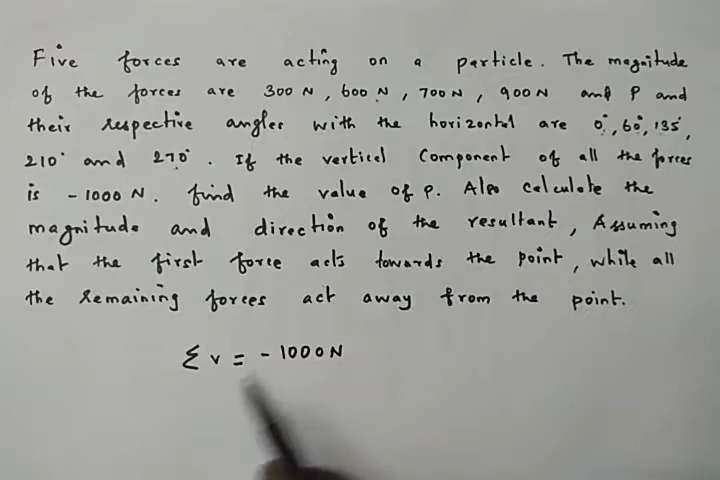 Five forces are acting on a particle. The magnitude
of the forces are 300 N, 600 N, 700 N, 900 N and P and
their respective angles with the horizontal are 0°, 60°, 135°,
210° and 270°. If the vertical component of all the forces
is -1000 N. find the value of P. Also calculate the
magnitude and direction of the resultant, Assuming
that the first force acts towards the point, while all
the remaining forces act away from the point.
Σ v = - 1000 N